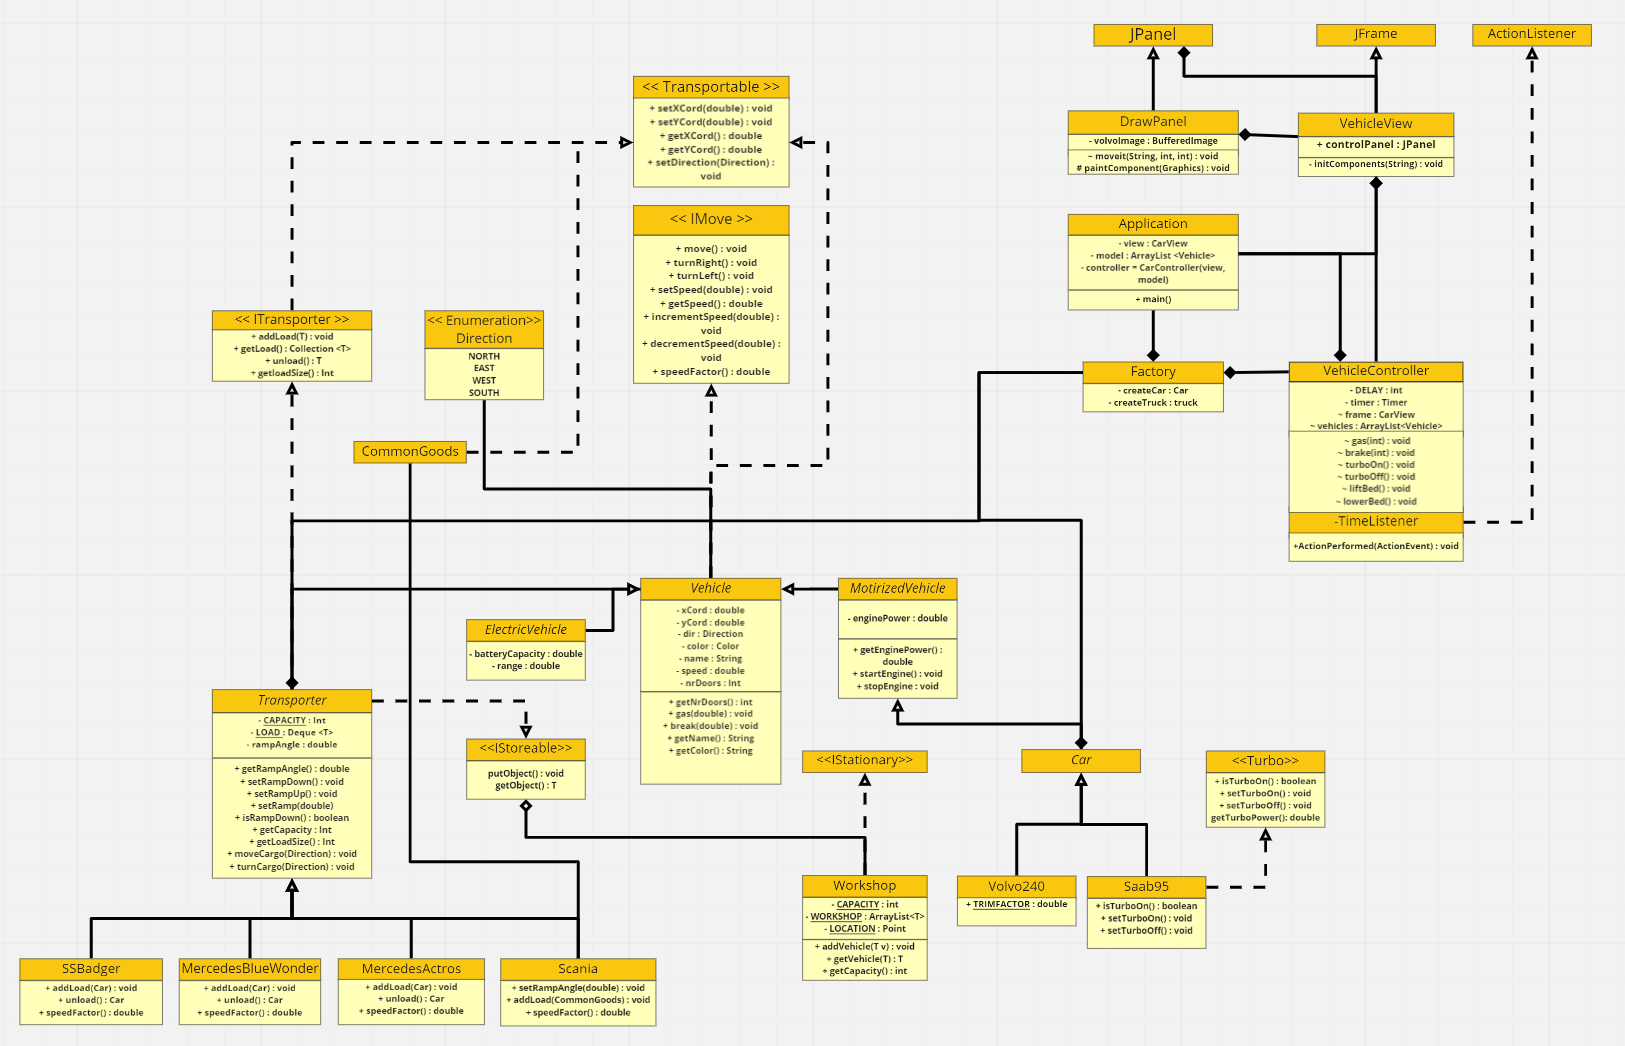 JPanel
JFrame
ActionListener
<< Transportable >>
+ setXCord(double) : void
+ setYCord(double) : void
+ getXCord() : double
+ getYCord() : double
+ setDirection(Direction) :
void
DrawPanel
- volvoImage : BufferedImage
~ moveit(String, int, int) : void
# paintComponent(Graphics) : void
VehicleView
+ controlPanel : JPanel
- initComponents(String) : void
<< IMove >>
+ move() : void
+ turnRight() : void
+ turnLeft() : void
+ setSpeed(double) : void
+ getSpeed() : double
+ incrementSpeed(double) :
void
+ decrementSpeed(double) :
void
+ speedFactor() : double
Application
- view : CarView
- model : ArrayList <Vehicle>
- controller = CarController(view,
model)
+ main()
<< ITransporter >>
+ addLoad(T) : void
+ getLoad() : Collection <T>
+ unload() : T
+ getloadSize() : Int
<< Enumeration>>
Direction
NORTH
EAST
WEST
SOUTH
Factory
- createCar : Car
- createTruck : truck
VehicleController
- DELAY : int
- timer : Timer
~ frame : CarView
~ vehicles : ArrayList<Vehicle>
~ gas(int) : void
~ brake(int) : void
~ turboOn() : void
~ turboOff() : void
~ liftBed() : void
~ lowerBed() : void
-TimeListener
+ActionPerformed(ActionEvent) : void
CommonGoods
Vehicle
- xCord : double
- yCord : double
- dir : Direction
- color : Color
- name : String
- speed : double
- nrDoors : Int
+ getNrDoors() : int
+ gas(double) : void
+ break(double) : void
+ getName() : String
+ getColor() : String
MotirizedVehicle
- enginePower : double
+ getEnginePower() :
double
+ startEngine() : void
+ stopEngine : void
ElectricVehicle
- batteryCapacity : double
- range : double
Transporter
- CAPACITY : Int
- LOAD : Deque <T>
- rampAngle : double
+ getRampAngle() : double
+ setRampDown() : void
+ setRampUp() : void
+ setRamp(double)
+ isRampDown() : boolean
+ getCapacity : Int
+ getLoadSize() : Int
+ moveCargo(Direction) : void
+ turnCargo(Direction) : void
<<IStoreable>>
putObject() : void
getObject() : T
<<IStationary>>
Car
<<Turbo>>
+ isTurboOn() : boolean
+ setTurboOn() : void
+ setTurboOff() : void
getTurboPower(); double
Workshop
- CAPACITY : int
- WORKSHOP : ArrayList<T>
- LOCATION : Point
+ addVehicle(T v) : void
+ getVehicle(T) : T
+ getCapacity() : int
Volvo240
+ TRIMFACTOR : double
Saab95
+ isTurboOn() : boolean
+ setTurboOn() : void
+ setTurboOff() : void
SSBadger
+ addLoad(Car) : void
+ unload() : Car
+ speedFactor() : double
MercedesBlueWonder
+ addLoad(Car) : void
+ unload() : Car
+ speedFactor() : double
MercedesActros
+ addLoad(Car) : void
+ unload() : Car
+ speedFactor() : double
Scania
+ setRampAngle(double) : void
+ addLoad(CommonGoods) : void
+ speedFactor() : double